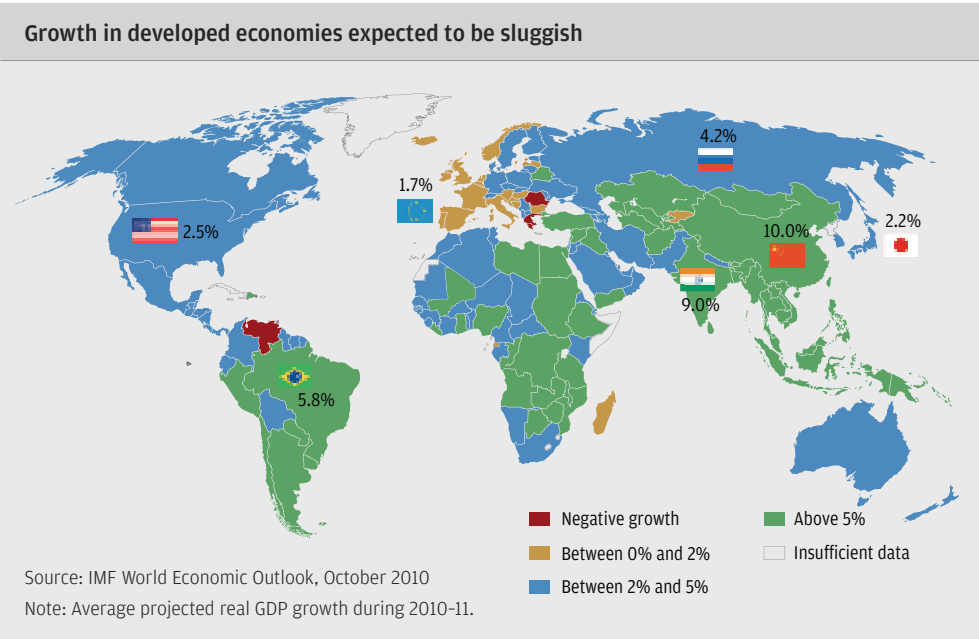 Growth in developed economies expected to be sluggish
4.2%
1.7%
2.2%
2.5%
10.0%
9.0%
5.8%
Negative growth
Above 5%
Between 0% and 2%
Insufficient data
Between 2% and 5%
Source: IMF World Economic Outlook, October 2010
Note: Average projected real GDP growth during 2010-11.